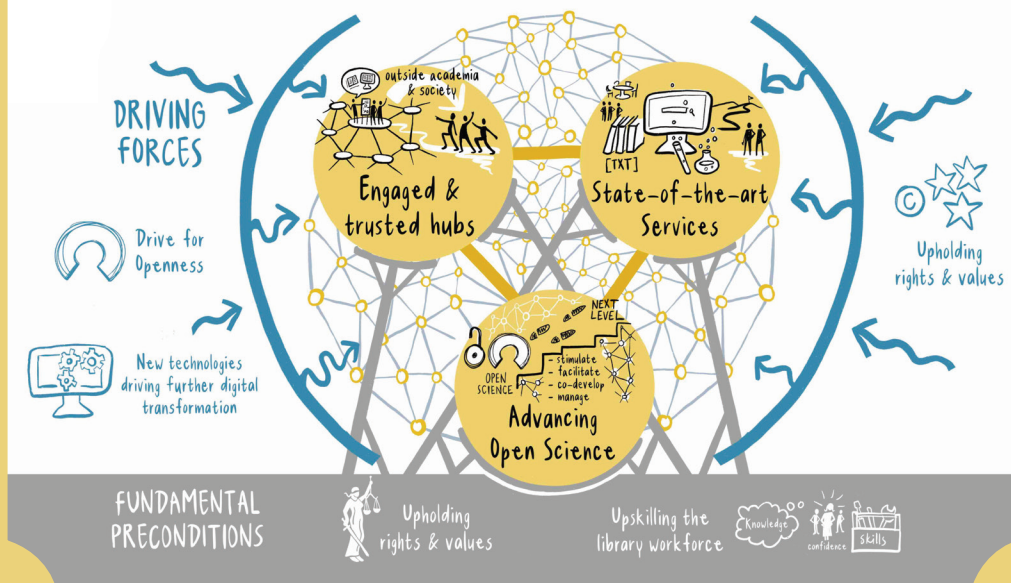 DRIVING
FORCES
Drive for
Openness
New technologies
driving further digital
transformation
outside academia
& society
Engaged &
trusted hubs
[TXT]
State-of-the-art
Services
©
Upholding
rights & values
NEXT
LEVEL
OPEN
SCIENCE
- stimulate
- facilitate
- co-develop
- manage
Advancing
Open Science
FUNDAMENTAL
PRECONDITIONS
Upholding
rights & values
Upskilling the
library workforce
Knowledge
confidence
skills